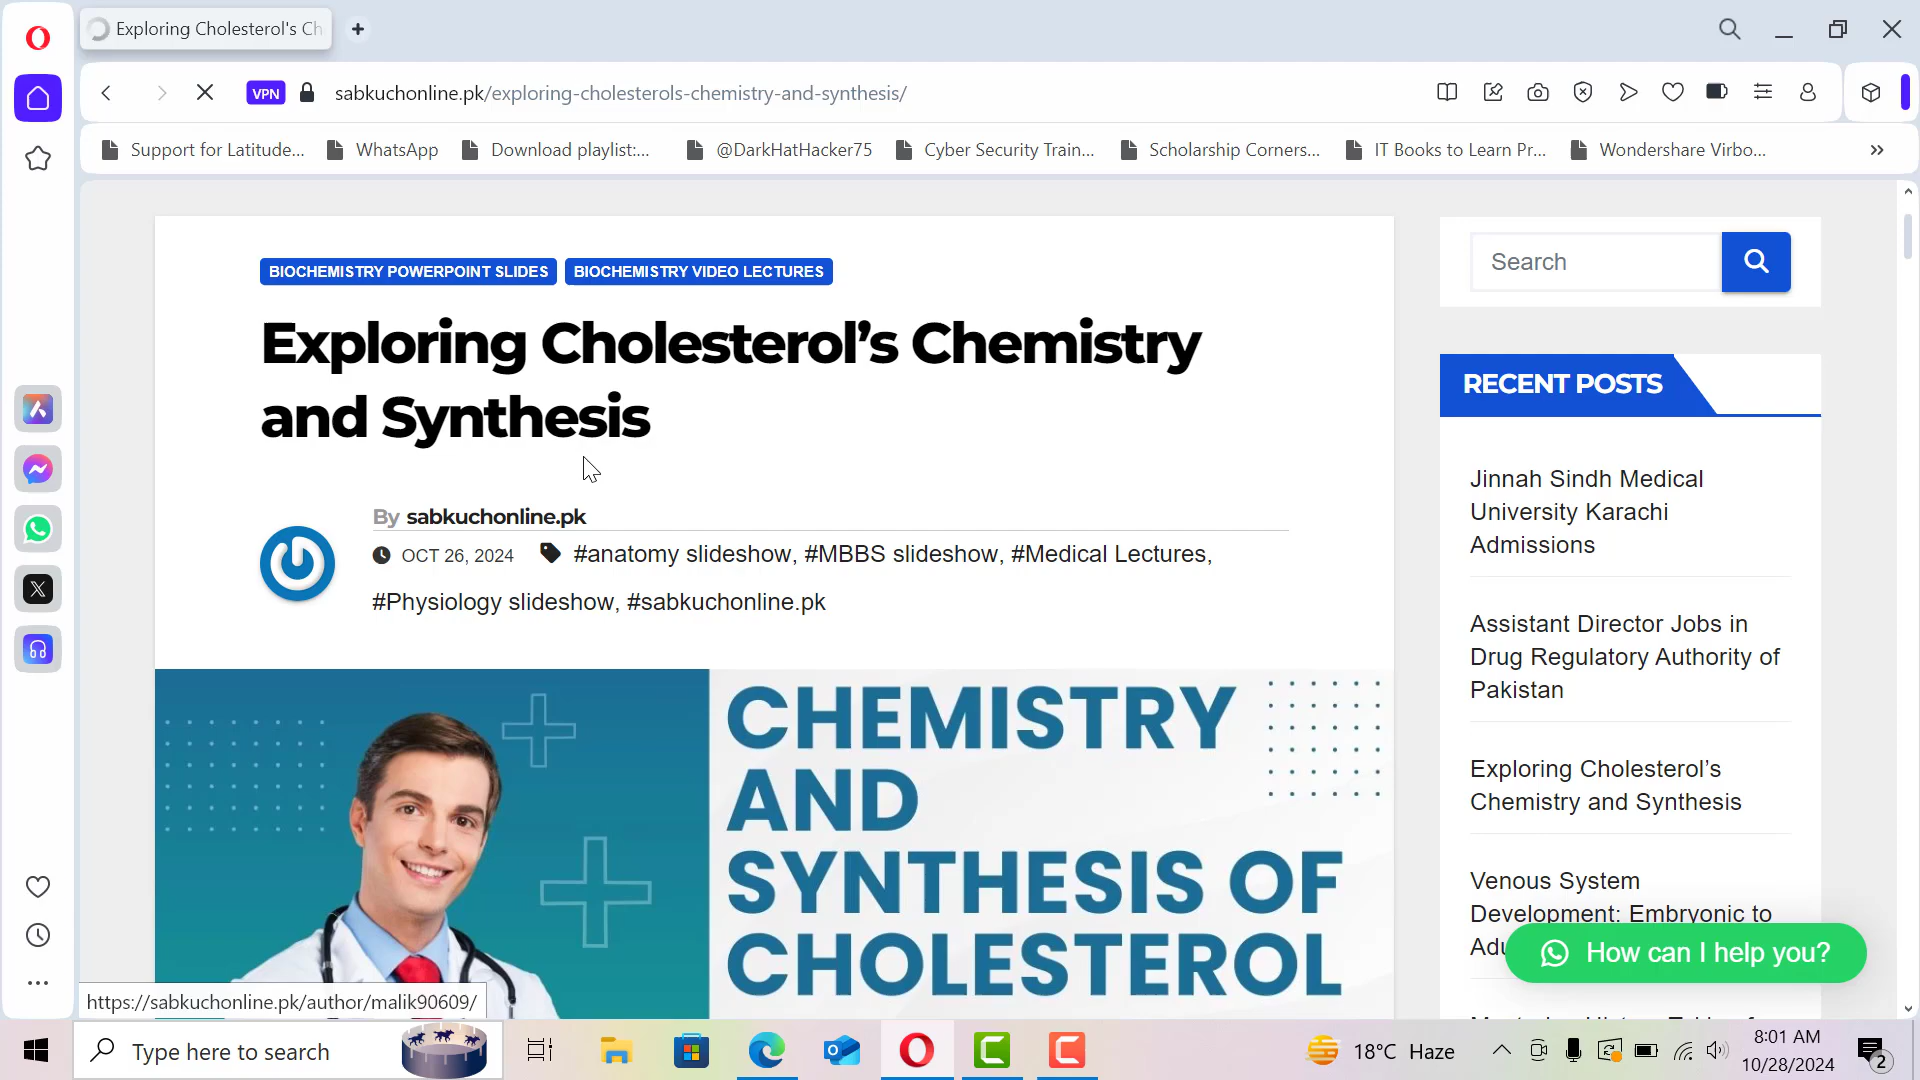 Exploring Cholesterol's Ch
VPN
sabkuchonline.pk/exploring-cholesterols-chemistry-and-synthesis/
Support for Latitude...
WhatsApp
Download playlist:...
@DarkHatHacker75
Cyber Security Train...
Scholarship Corners...
IT Books to Learn Pr...
Wondershare Virbo...
BIOCHEMISTRY POWERPOINT SLIDES
BIOCHEMISTRY VIDEO LECTURES
Exploring Cholesterol’s Chemistry
and Synthesis
By sabkuchonline.pk
OCT 26, 2024 #anatomy slideshow, #MBBS slideshow, #Medical Lectures,
#Physiology slideshow, #sabkuchonline.pk
CHEMISTRY
AND
SYNTHESIS OF
CHOLESTEROL
Search
RECENT POSTS
Jinnah Sindh Medical
University Karachi
Admissions
Assistant Director Jobs in
Drug Regulatory Authority of
Pakistan
Exploring Cholesterol’s
Chemistry and Synthesis
Venous System
Development: Embryonic to
How can I help you?
https://sabkuchonline.pk/author/malik90609/
Type here to search
18°C Haze
8:01 AM
10/28/2024
2